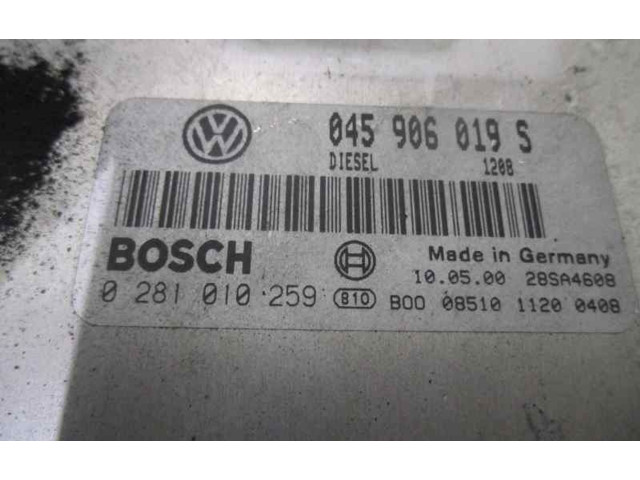 045 906 019 S
DIESEL 1208
BOSCH
Made in Germany
10.05.00 28SA4608
0 281 010 259 B10 B00 08510 1120 0408